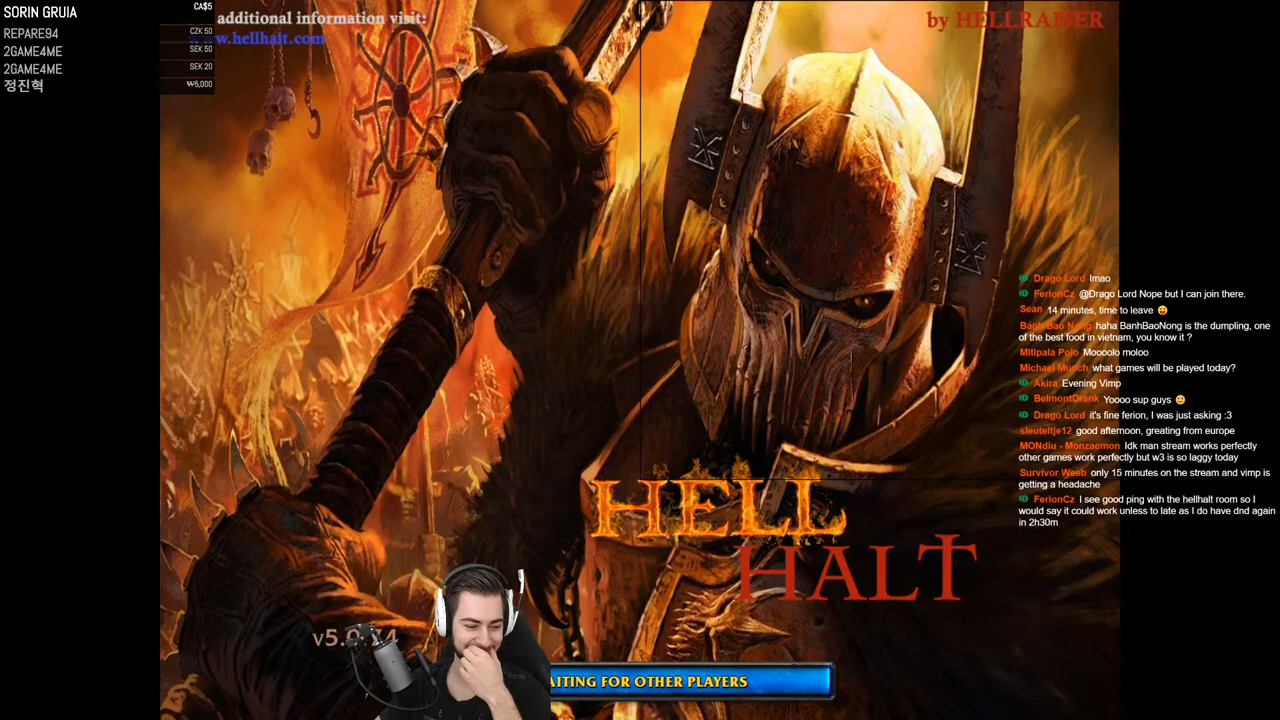 SORIN GRUIA
REPARE94
2GAME4ME
2GAME4ME
정진혁
CA$5
CZK 50
SEK 50
SEK 20
₩5,000
additional information visit:
www.hellhalt.com
by HELLRAISER
Drago Lord lmao
FerionCz @Drago Lord Nope but I can join there.
Sean 14 minutes, time to leave 😀
Bánh Bao Nong haha BanhBaoNong is the dumpling, one
of the best food in vietnam, you know it ?
Mitipala Polo Moooolo moloo
Michael Munch what games will be played today?
Akira Evening Vimp
BelmontDrank Yoooo sup guys 🙂
Drago Lord it's fine ferion, I was just asking :3
sleuteltje12 good afternoon, greating from europe
MONdiu - Monzaemon Idk man stream works perfectly
other games work perfectly but w3 is so laggy today
Survivor Weeb only 15 minutes on the stream and vimp is
getting a headache
FerionCz I see good ping with the hellhalt room so I
would say it could work unless to late as I do have dnd again
in 2h30m
HELL
HALT
AITING FOR OTHER PLAYERS